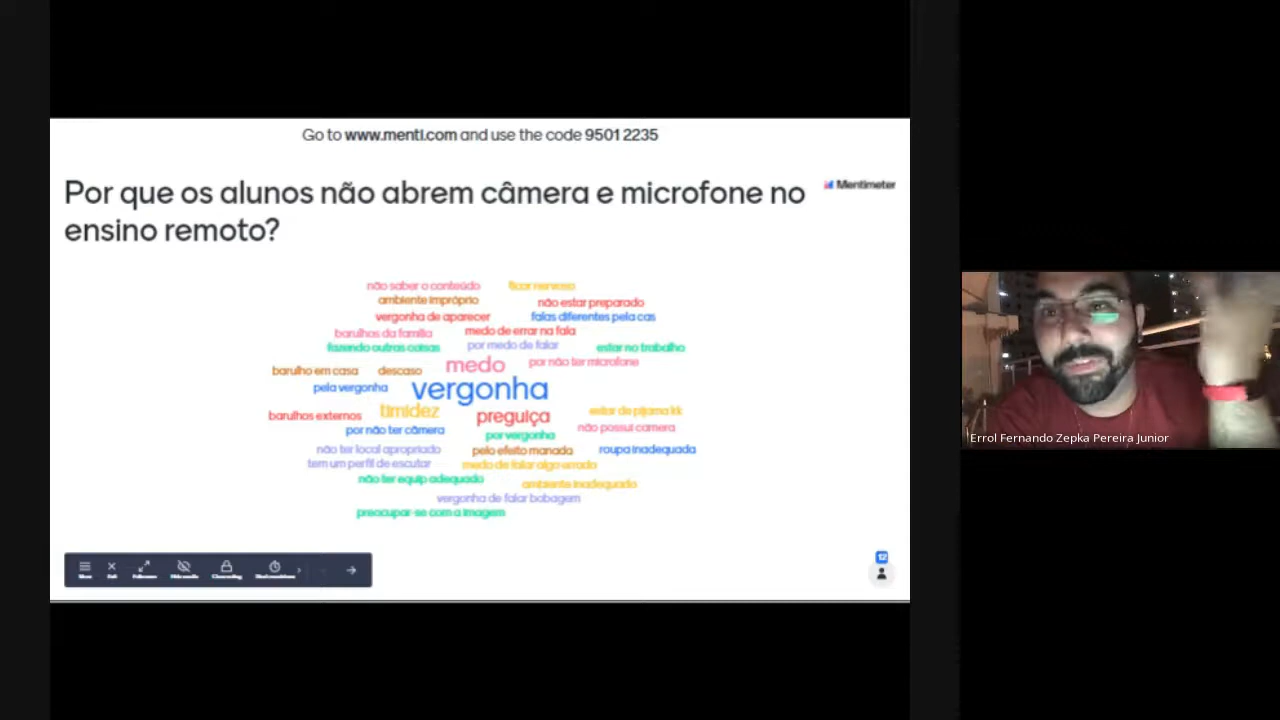 Go to www.menti.com and use the code 9501 2235
Por que os alunos não abrem câmera e microfone no
ensino remoto?
Mentimeter
não saber o conteúdo
ficar nervoso
ambiente impróprio
não estar preparado
vergonha de aparecer
falas diferentes pela cas
barulhos da família
medo de errar na fala
fazendo outras coisas
por medo de falar
estar no trabalho
medo
por não ter microfone
barulho em casa
descaso
pela vergonha
vergonha
timidez
preguiça
estar de pijama kk
barulhos externos
não possui camera
por não ter câmera
por vergonha
não ter local apropriado
pelo efeito manada
roupa inadequada
tem um perfil de escutar
medo de falar algo errado
não ter equip adequado
ambiente inadequado
vergonha de falar bobagem
preocupar-se com a imagem
12
Errol Fernando Zepka Pereira Junior